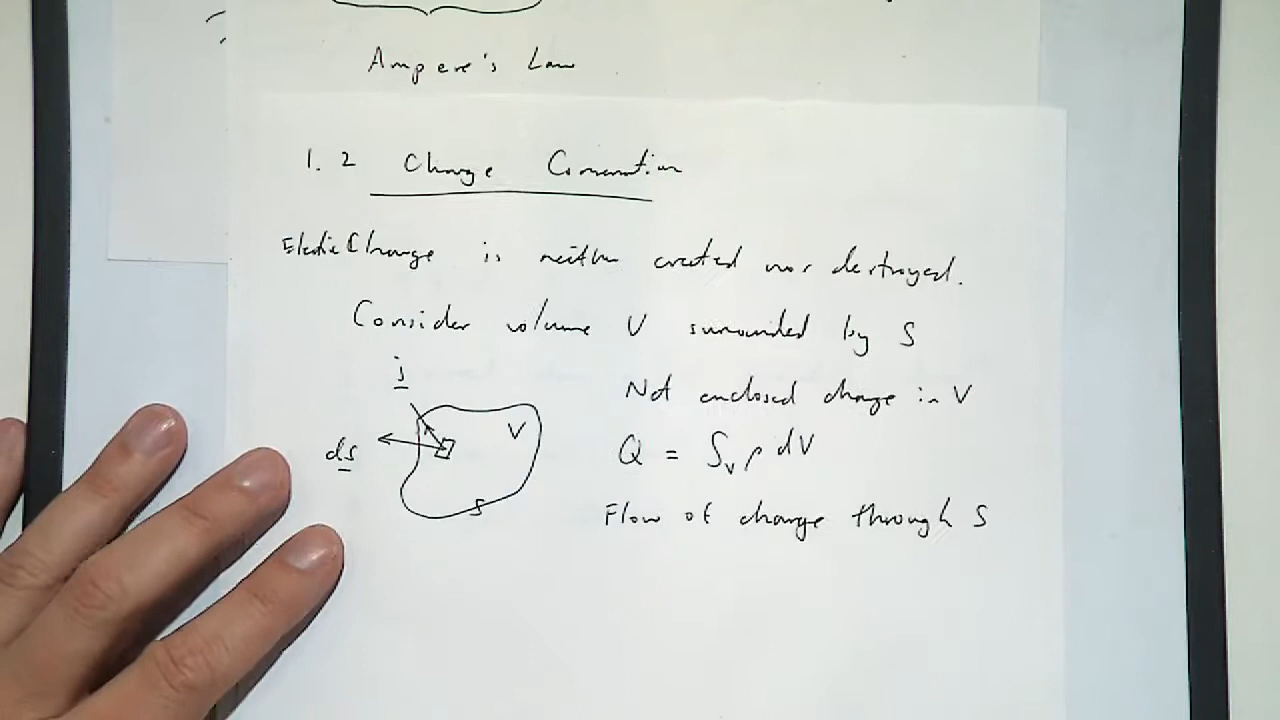 Ampere's Law
1.2 Charge Conservation
Electric Charge is neither created nor destroyed.
Consider volume V surrounded by S
j
Net enclosed charge in V
V
ds
Q = ∫_V ρ dV
S
Flow of charge through S